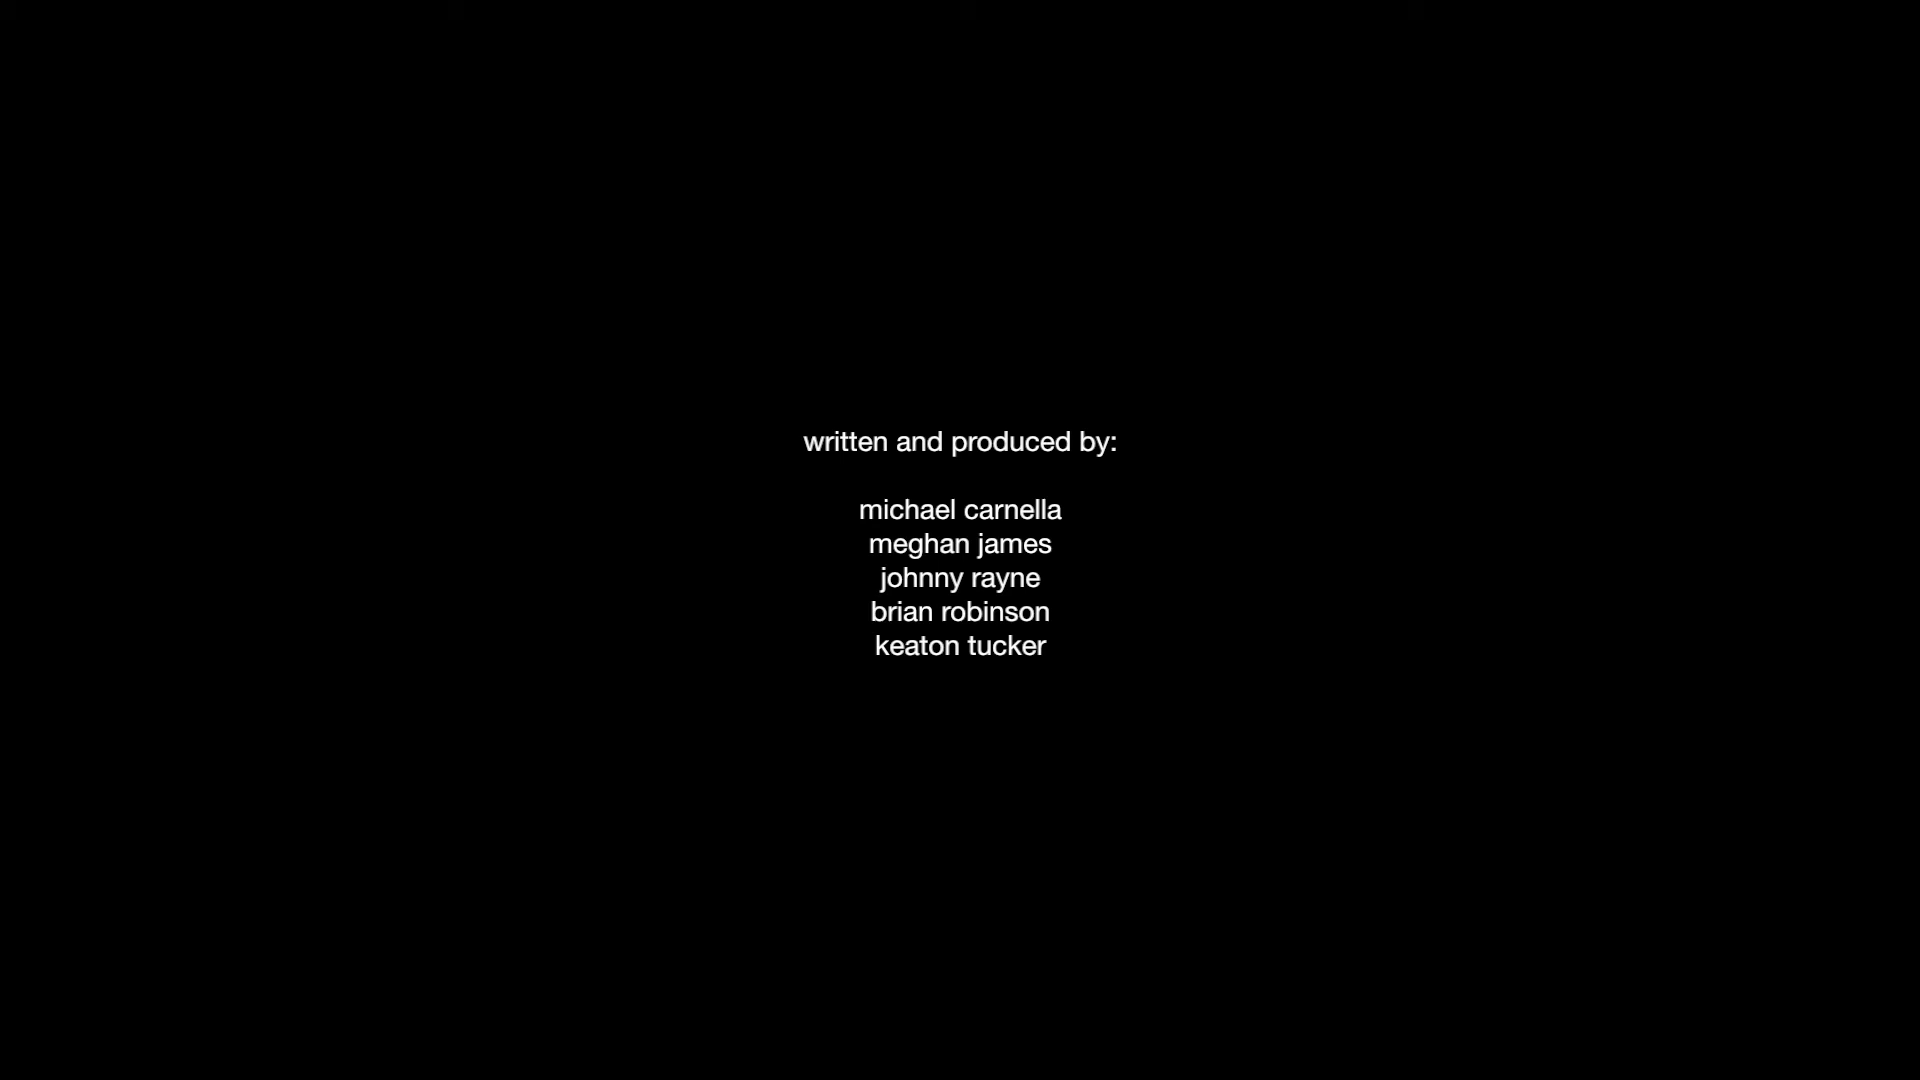 written and produced by:
michael carnella
meghan james
johnny rayne
brian robinson
keaton tucker